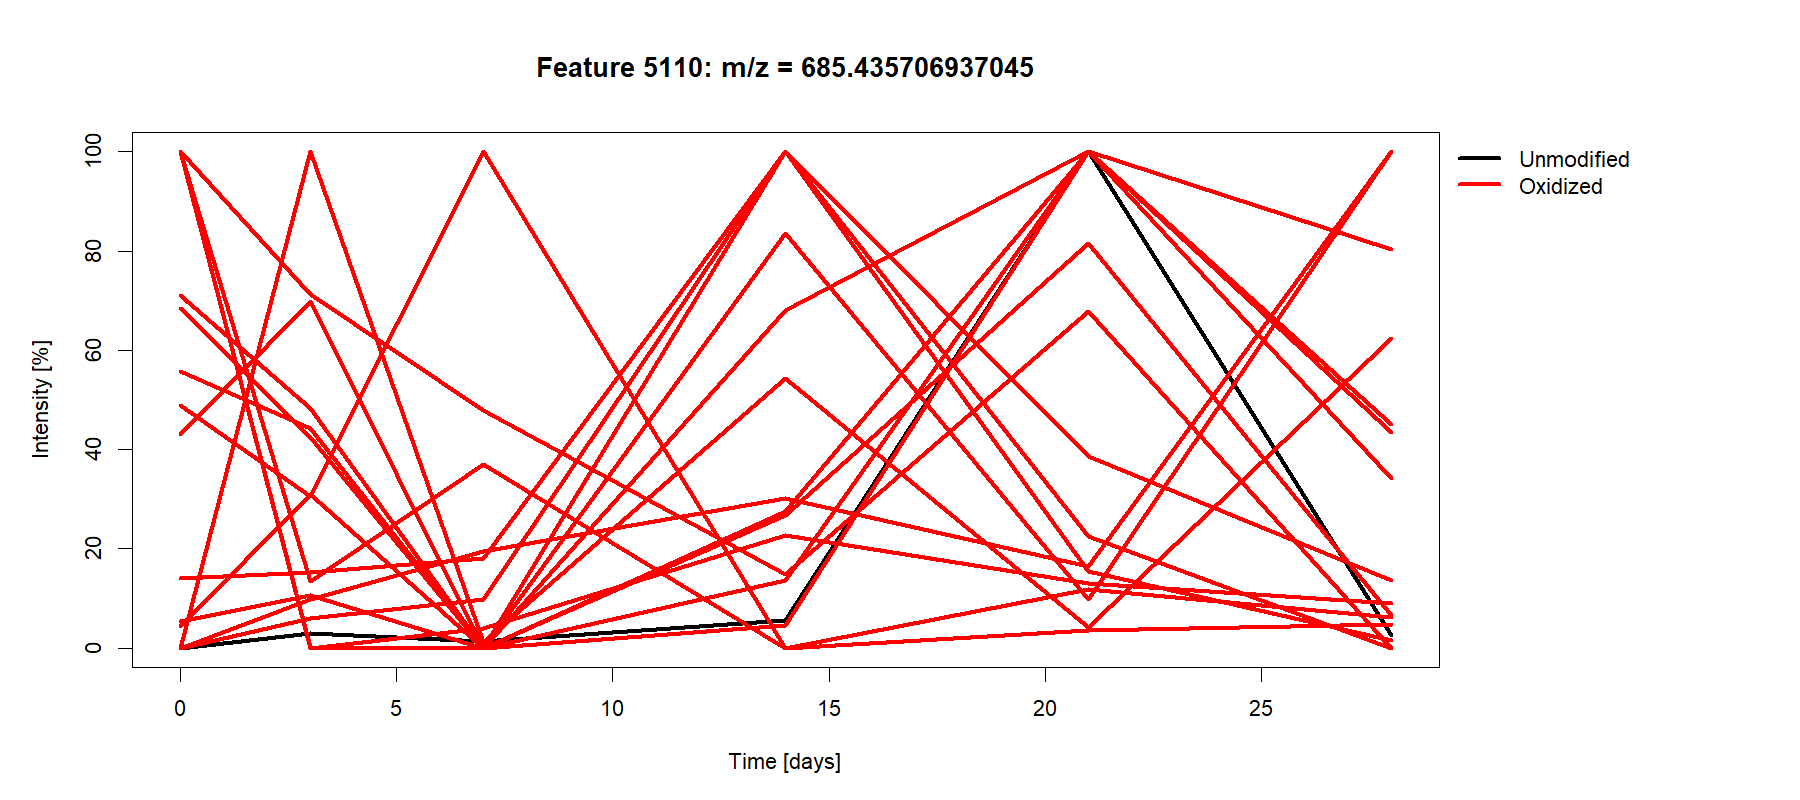 Feature 5110: m/z = 685.435706937045
Unmodified
Oxidized
Intensity [%]
100
80
60
40
20
0
0 5 10 15 20 25
Time [days]